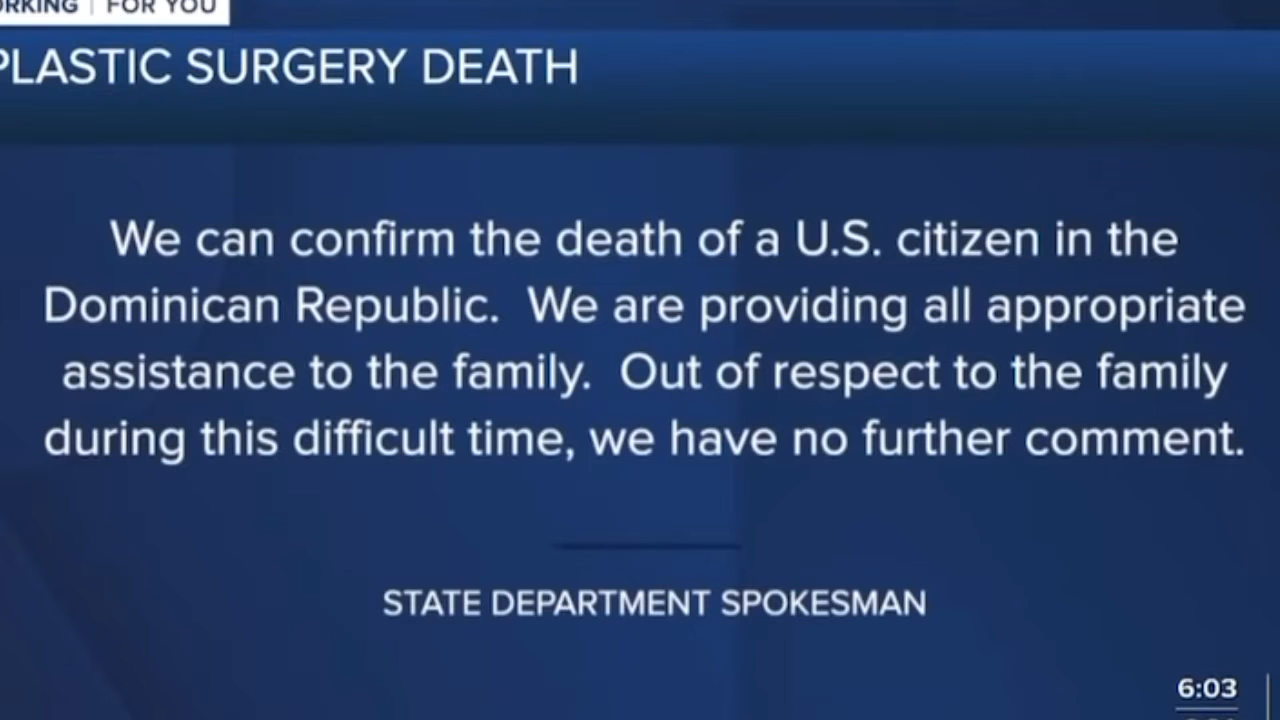 FOR YOU
PLASTIC SURGERY DEATH
We can confirm the death of a U.S. citizen in the
Dominican Republic.  We are providing all appropriate
assistance to the family.  Out of respect to the family
during this difficult time, we have no further comment.
STATE DEPARTMENT SPOKESMAN
6:03